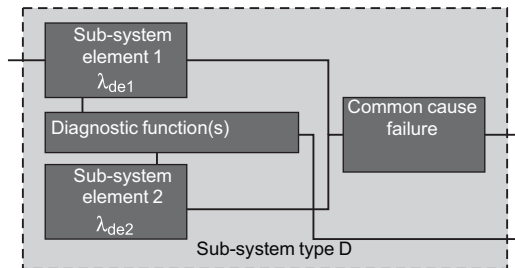 Sub-system
element 1
λde1
Diagnostic function(s)
Sub-system
element 2
λde2
Common cause
failure
Sub-system type D